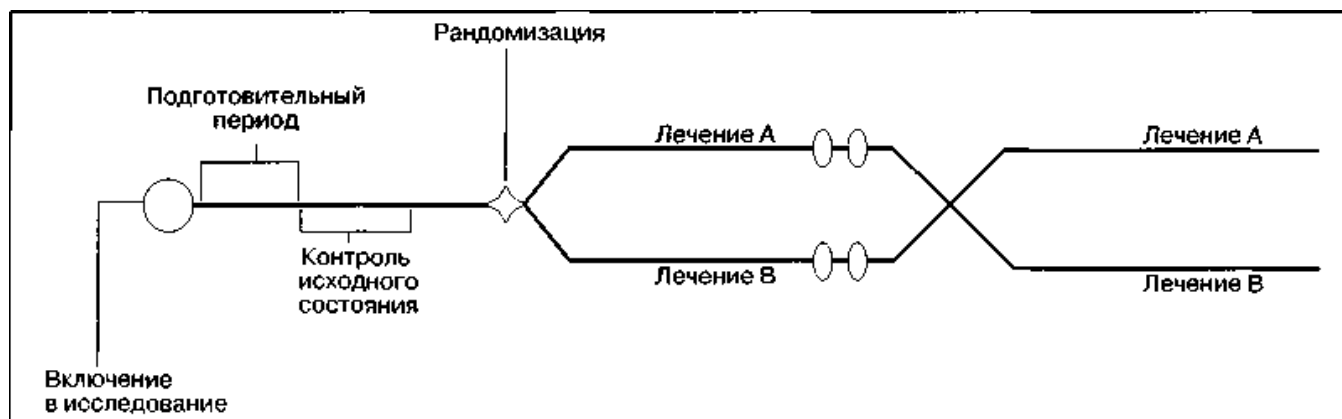 Рандомизация
Подготовительный
период
Лечение А
Лечение А
Контроль
исходного
состояния
Лечение В
Лечение В
Включение
в исследование